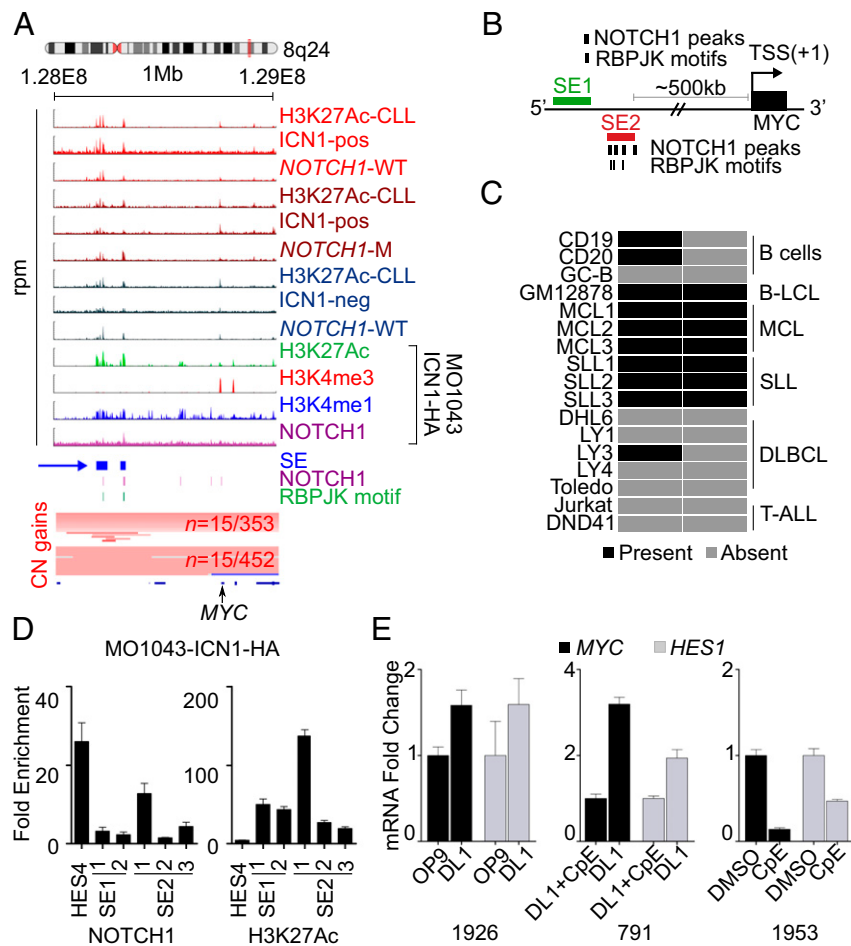 A
8q24
1.28E8
1Mb
1.29E8
rpm
H3K27Ac-CLL
ICN1-pos
NOTCH1-WT
H3K27Ac-CLL
ICN1-pos
NOTCH1-M
H3K27Ac-CLL
ICN1-neg
NOTCH1-WT
H3K27Ac
H3K4me3
H3K4me1
NOTCH1
MO1043
ICN1-HA
SE
NOTCH1
RBPJK motif
CN gains
n=15/353
n=15/452
MYC
B
NOTCH1 peaks
RBPJK motifs
TSS(+1)
SE1
~500kb
5'
3'
SE2
MYC
NOTCH1 peaks
RBPJK motifs
C
CD19
CD20
GC-B
B cells
GM12878
B-LCL
MCL1
MCL2
MCL3
MCL
SLL1
SLL2
SLL3
SLL
DHL6
LY1
LY3
LY4
Toledo
DLBCL
Jurkat
DND41
T-ALL
Present
Absent
D
MO1043-ICN1-HA
Fold Enrichment
40
20
0
200
100
0
HES4
1
2
1
2
3
SE1
SE2
NOTCH1
HES4
1
2
1
2
3
SE1
SE2
H3K27Ac
E
MYC
HES1
mRNA Fold Change
2
1
0
4
2
0
2
1
0
OP9
DL1
OP9
DL1
1926
DL1+CpE
DL1
DL1+CpE
DL1
791
DMSO
CpE
DMSO
CpE
1953